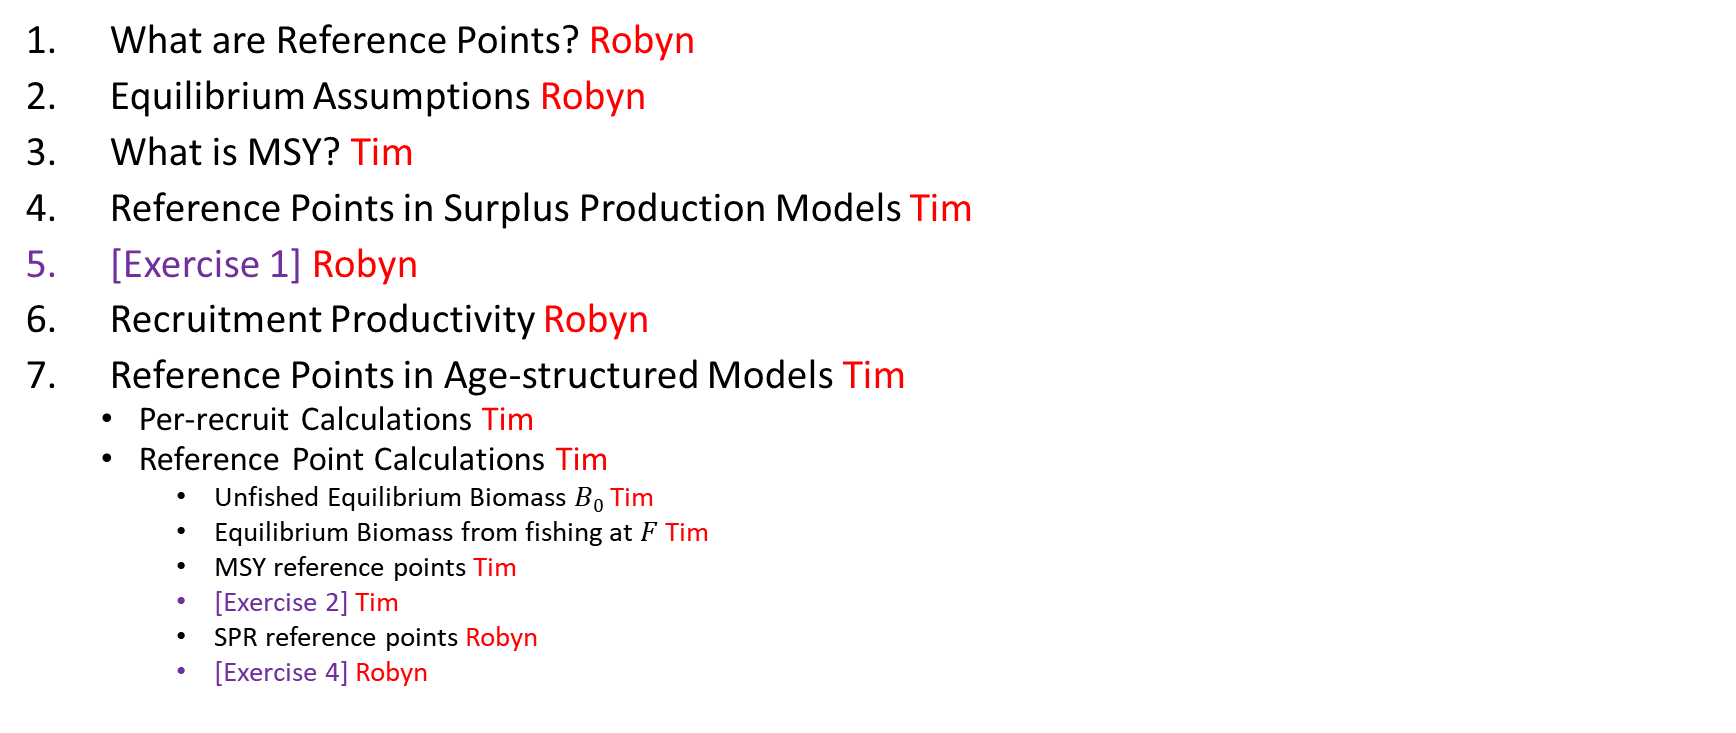 1. What are Reference Points? Robyn
2. Equilibrium Assumptions Robyn
3. What is MSY? Tim
4. Reference Points in Surplus Production Models Tim
5. [Exercise 1] Robyn
6. Recruitment Productivity Robyn
7. Reference Points in Age-structured Models Tim
• Per-recruit Calculations Tim
• Reference Point Calculations Tim
• Unfished Equilibrium Biomass B₀ Tim
• Equilibrium Biomass from fishing at F Tim
• MSY reference points Tim
• [Exercise 2] Tim
• SPR reference points Robyn
• [Exercise 4] Robyn